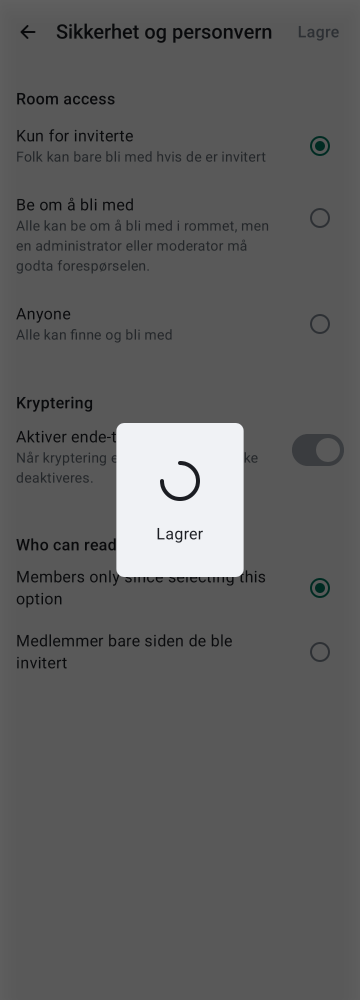 Sikkerhet og personvern
Lagre
Room access
Kun for inviterte
Folk kan bare bli med hvis de er invitert
Be om å bli med
Alle kan be om å bli med i rommet, men
en administrator eller moderator må
godta forespørselen.
Anyone
Alle kan finne og bli med
Kryptering
Aktiver ende-t
Når kryptering e
ke
deaktiveres.
Lagrer
Who can read
Members only since selecting this
option
Medlemmer bare siden de ble
invitert